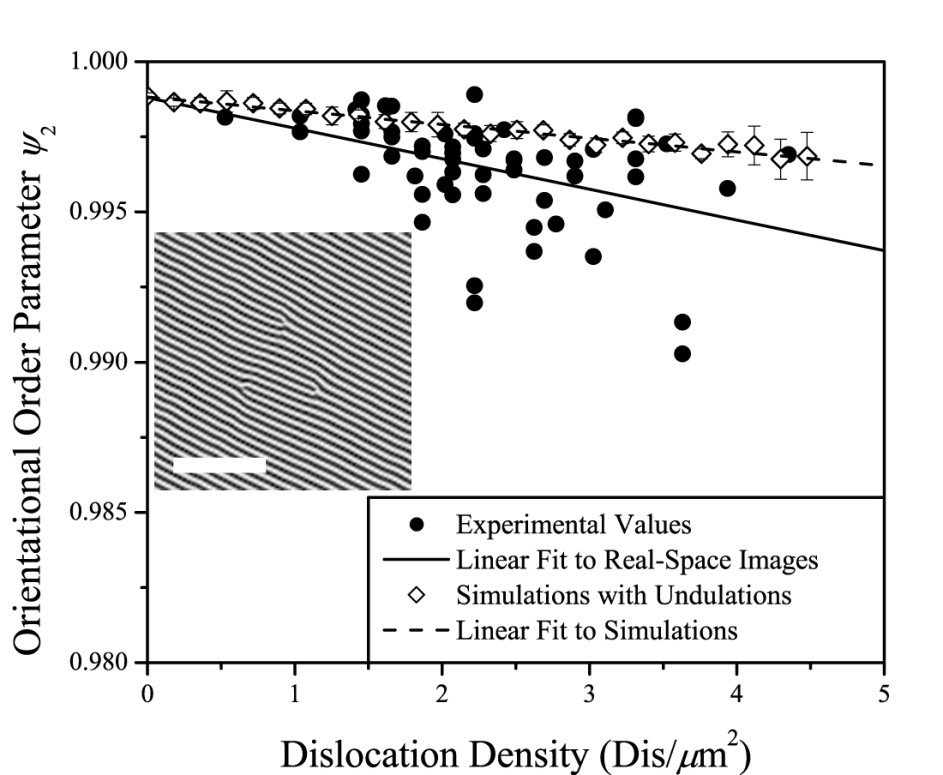 1.000
0.995
0.990
0.985
0.980
Orientational Order Parameter ψ₂
Experimental Values
Linear Fit to Real-Space Images
Simulations with Undulations
Linear Fit to Simulations
0 1 2 3 4 5
Dislocation Density (Dis/μm²)